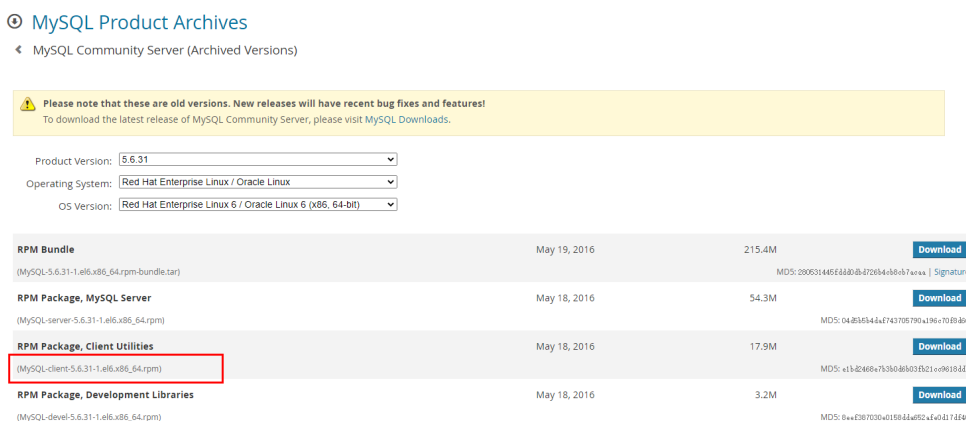 MySQL Product Archives
MySQL Community Server (Archived Versions)
Please note that these are old versions. New releases will have recent bug fixes and features!
To download the latest release of MySQL Community Server, please visit MySQL Downloads.
Product Version: 5.6.31
Operating System: Red Hat Enterprise Linux / Oracle Linux
OS Version: Red Hat Enterprise Linux 6 / Oracle Linux 6 (x86, 64-bit)
RPM Bundle May 19, 2016 215.4M Download
(MySQL-5.6.31-1.el6.x86_64.rpm-bundle.tar) MD5: | Signature
RPM Package, MySQL Server May 18, 2016 54.3M Download
(MySQL-server-5.6.31-1.el6.x86_64.rpm) MD5:
RPM Package, Client Utilities May 18, 2016 17.9M Download
(MySQL-client-5.6.31-1.el6.x86_64.rpm) MD5:
RPM Package, Development Libraries May 18, 2016 3.2M Download
(MySQL-devel-5.6.31-1.el6.x86_64.rpm) MD5: